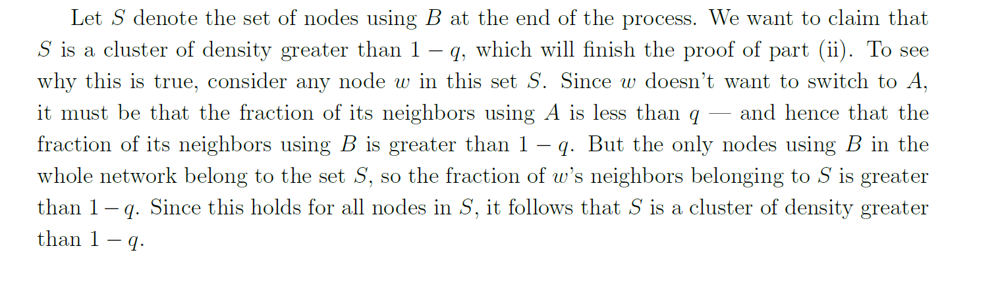 Let S denote the set of nodes using B at the end of the process. We want to claim that
S is a cluster of density greater than 1 − q, which will finish the proof of part (ii). To see
why this is true, consider any node w in this set S. Since w doesn't want to switch to A,
it must be that the fraction of its neighbors using A is less than q — and hence that the
fraction of its neighbors using B is greater than 1 − q. But the only nodes using B in the
whole network belong to the set S, so the fraction of w's neighbors belonging to S is greater
than 1 − q. Since this holds for all nodes in S, it follows that S is a cluster of density greater
than 1 − q.